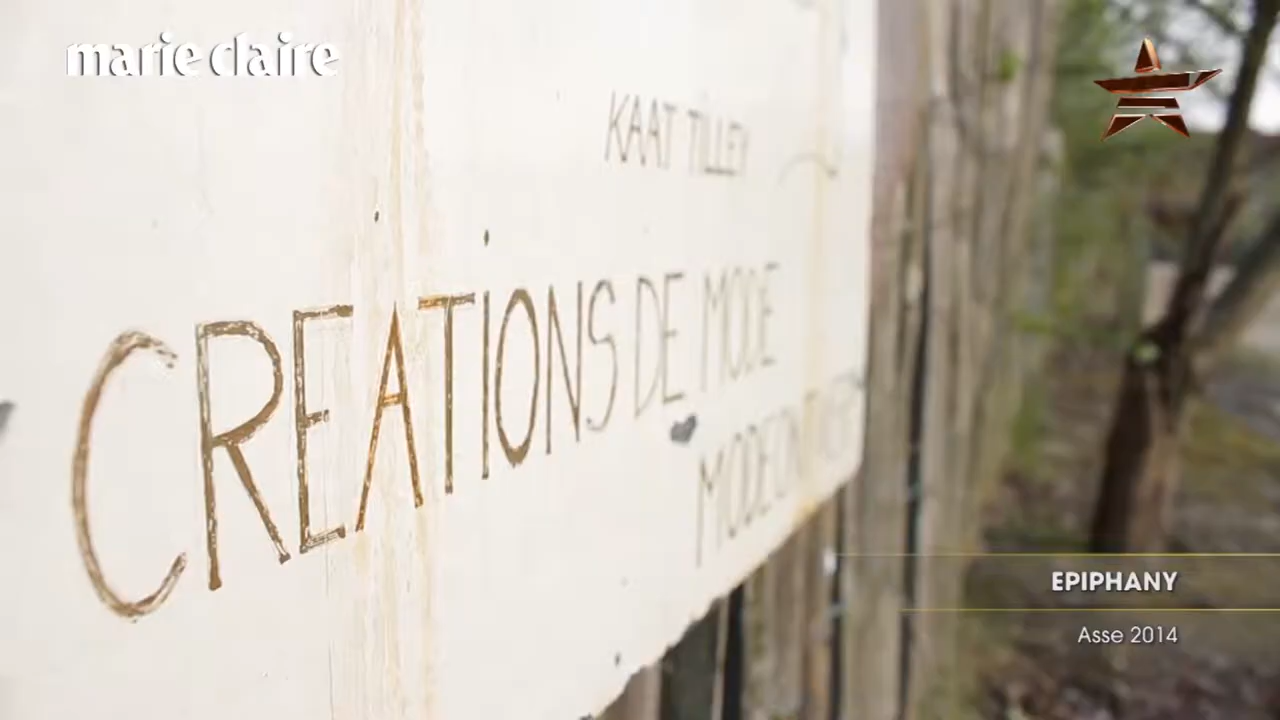 marie claire
KAAT TILLEY
CREATIONS DE MODE
EPIPHANY
Asse 2014